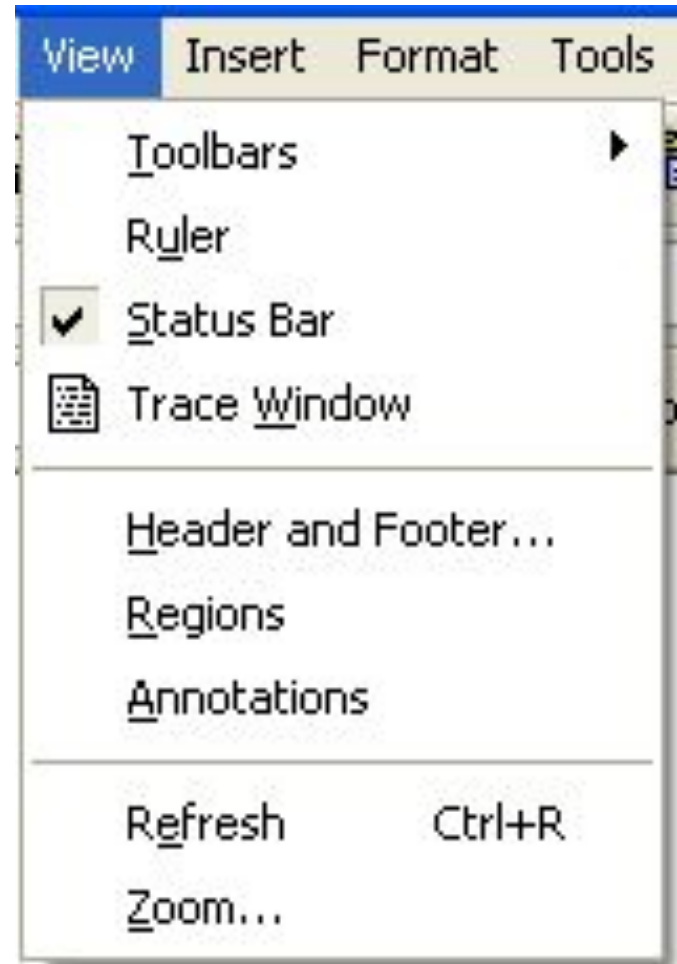 View Insert Format Tools
Toolbars
Ruler
Status Bar
Trace Window
Header and Footer...
Regions
Annotations
Refresh Ctrl+R
Zoom...